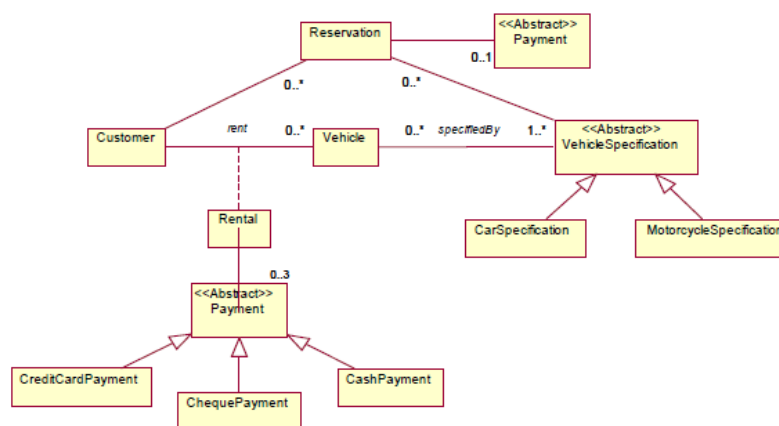 <<Abstract>>
Payment
Reservation
0..1
0..*
0..*
Customer
rent
0..*
Vehicle
0..*
specifiedBy
1..*
<<Abstract>>
VehicleSpecification
Rental
CarSpecification
MotorcycleSpecification
0..3
<<Abstract>>
Payment
CreditCardPayment
ChequePayment
CashPayment